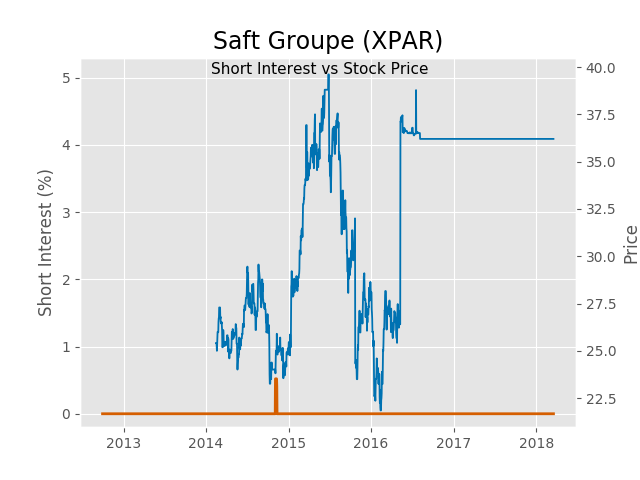 Saft Groupe (XPAR)
Short Interest vs Stock Price
Short Interest (%)
5
4
3
2
1
0
40.0
37.5
35.0
32.5
30.0
27.5
25.0
22.5
Price
2013 2014 2015 2016 2017 2018